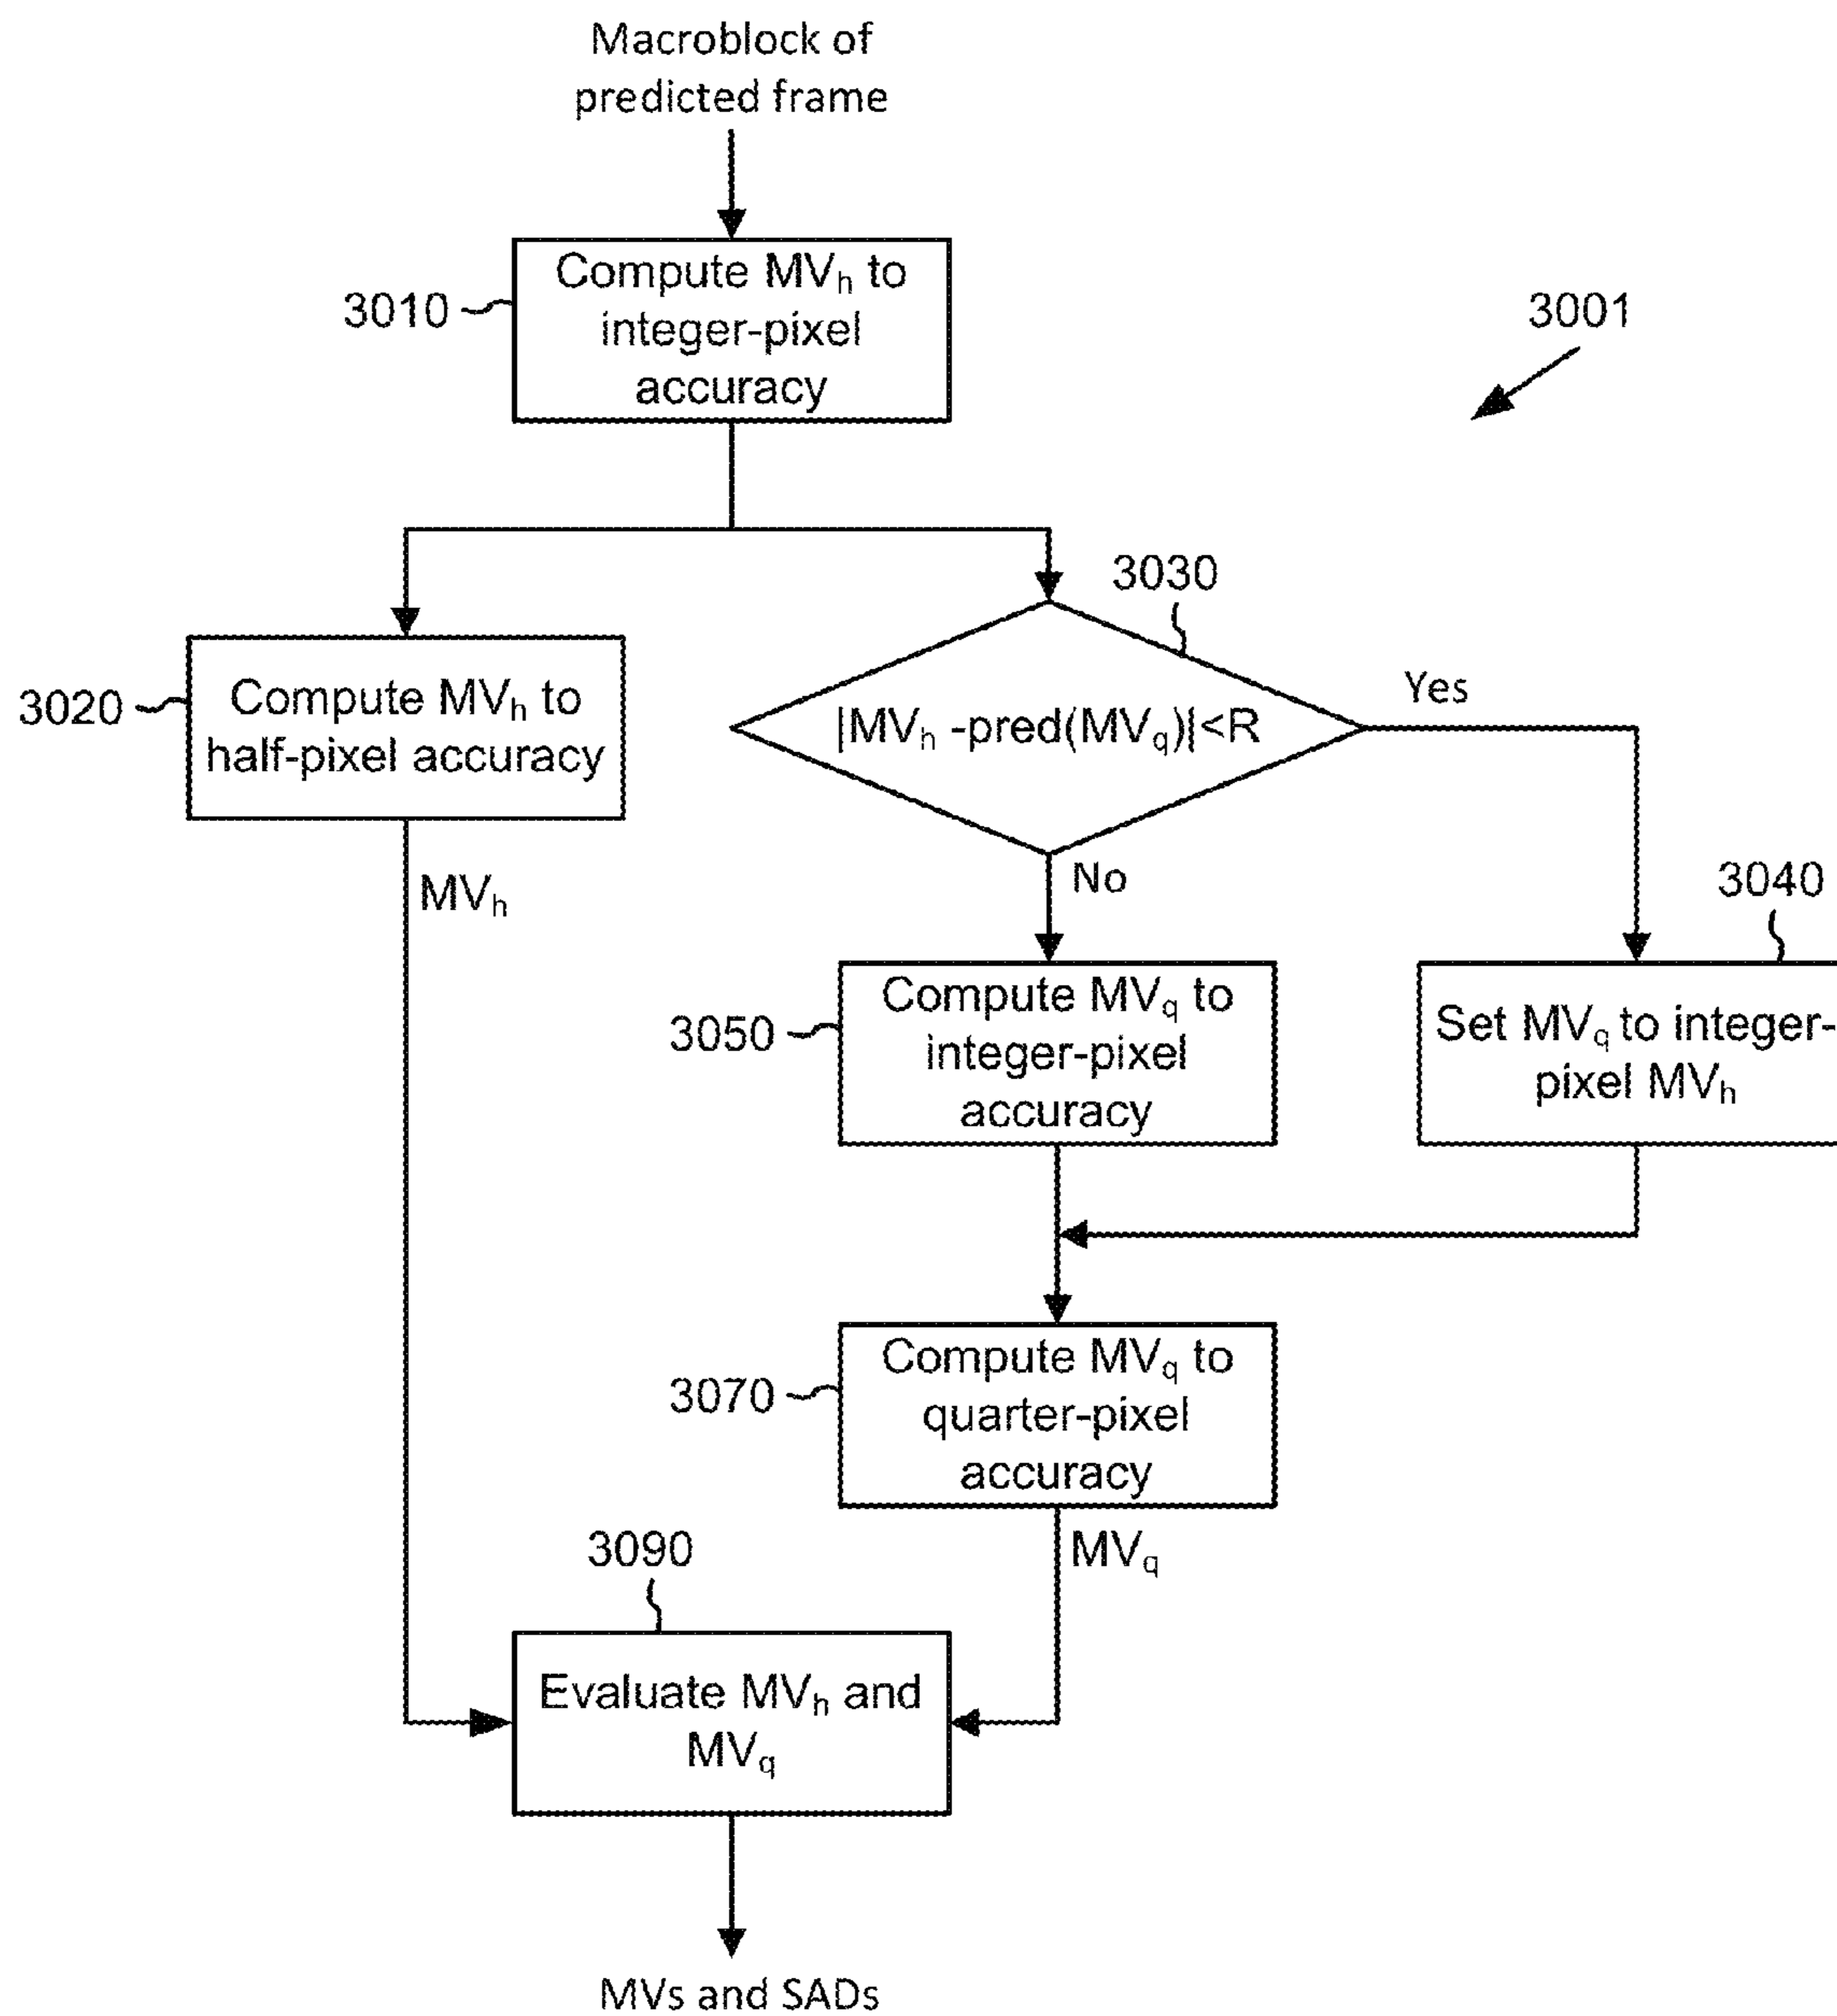 Macroblock of
predicted frame
3010
Compute MVh to
integer-pixel
accuracy
3001
3020
Compute MVh to
half-pixel accuracy
3030
|MVh -pred(MVq)|<R
Yes
No
MVh
3040
Set MVq to integer-
pixel MVh
3050
Compute MVq to
integer-pixel
accuracy
3070
Compute MVq to
quarter-pixel
accuracy
MVq
3090
Evaluate MVh and
MVq
MVs and SADs